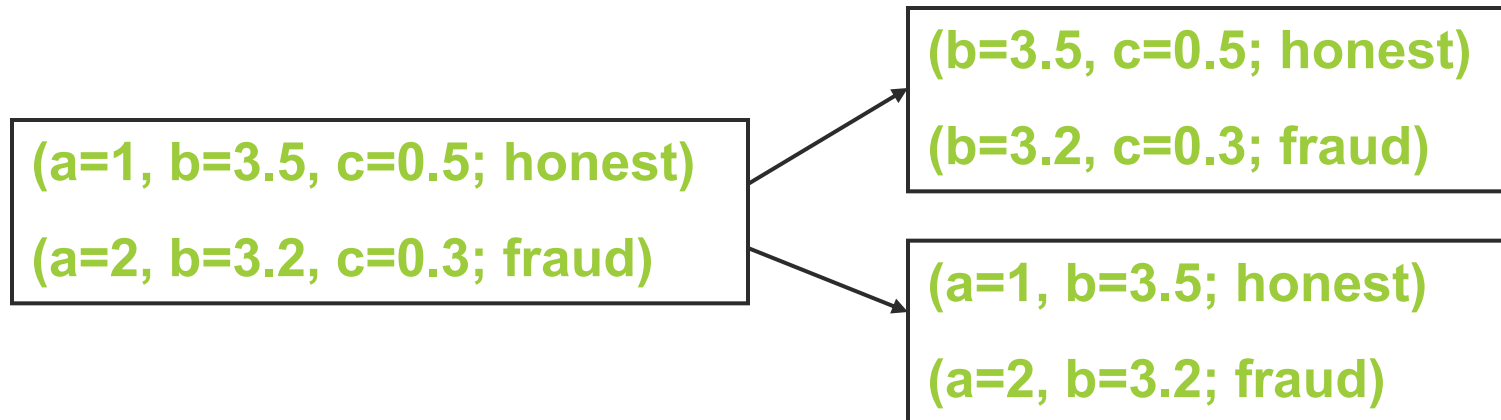 (a=1, b=3.5, c=0.5; honest)
(a=2, b=3.2, c=0.3; fraud)
(b=3.5, c=0.5; honest)
(b=3.2, c=0.3; fraud)
(a=1, b=3.5; honest)
(a=2, b=3.2; fraud)